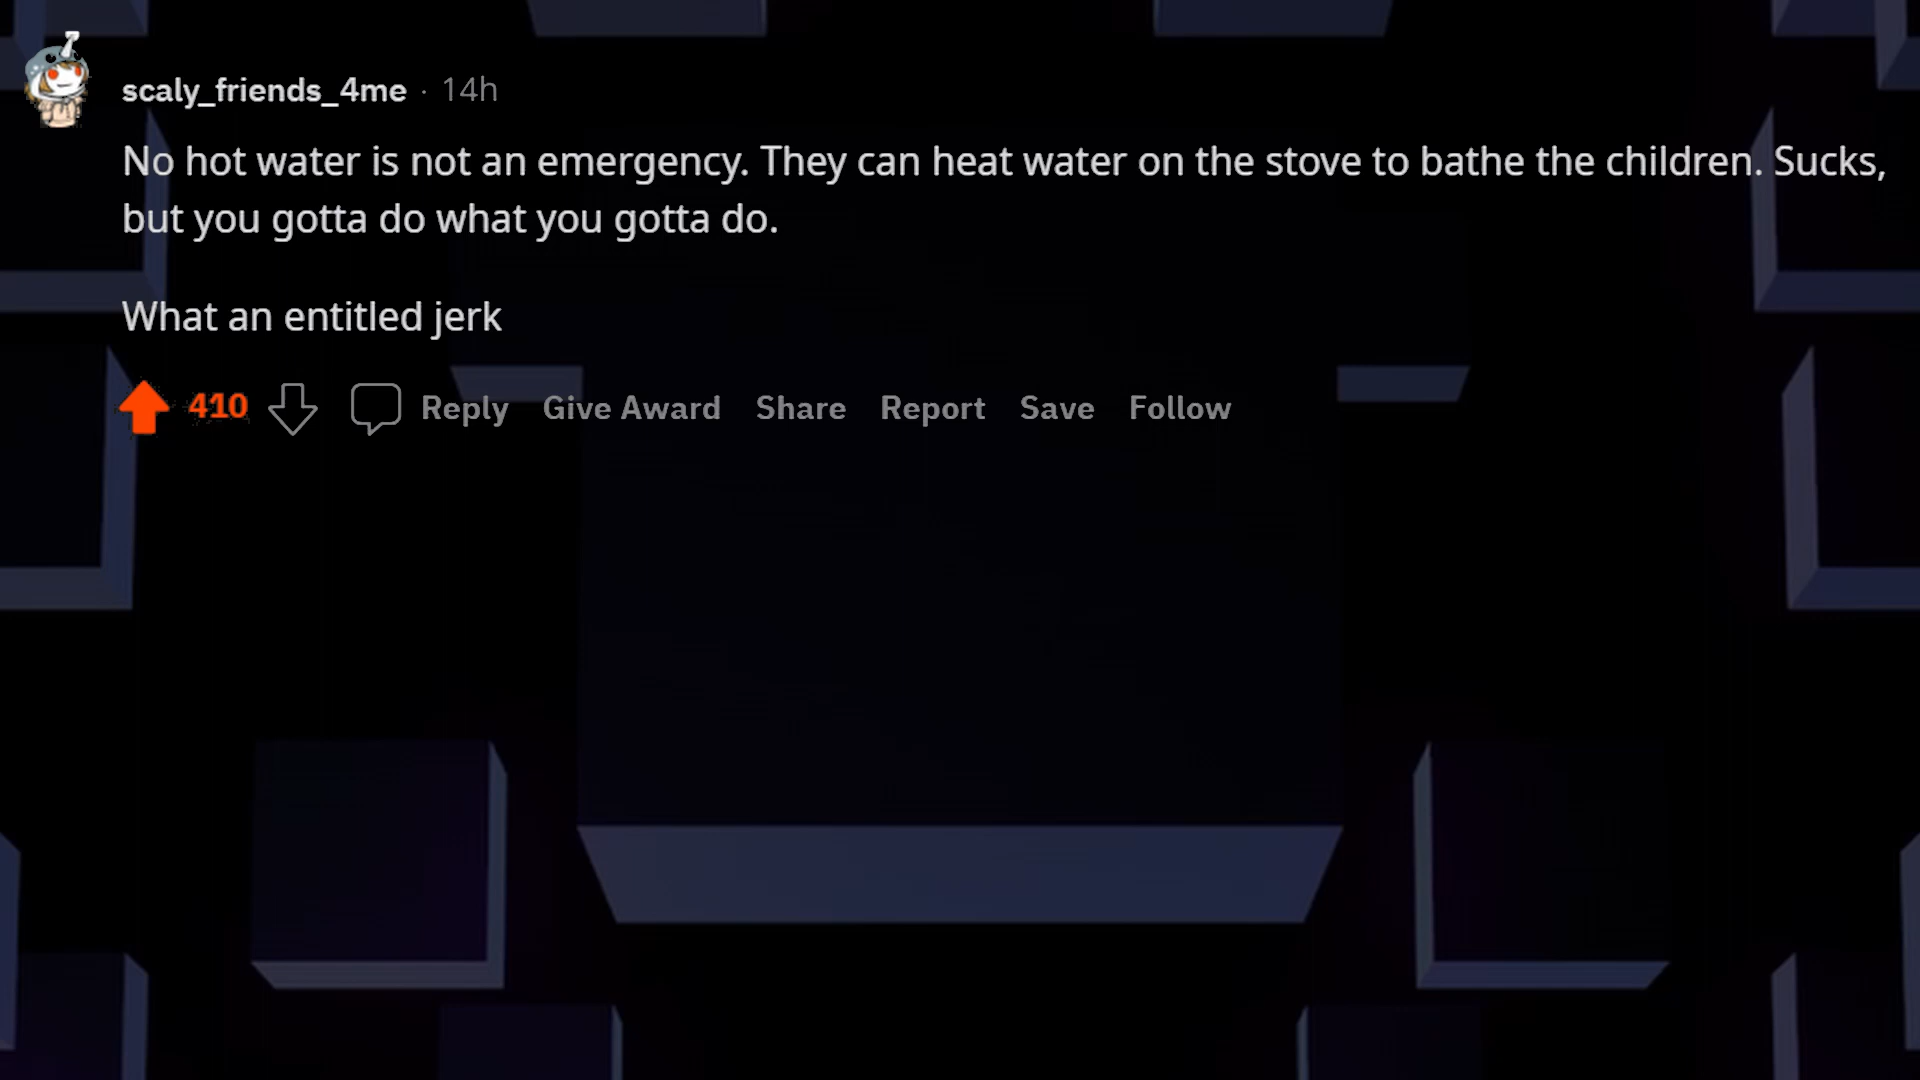 scaly_friends_4me · 14h
No hot water is not an emergency. They can heat water on the stove to bathe the children. Sucks,
but you gotta do what you gotta do.
What an entitled jerk
410 Reply Give Award Share Report Save Follow